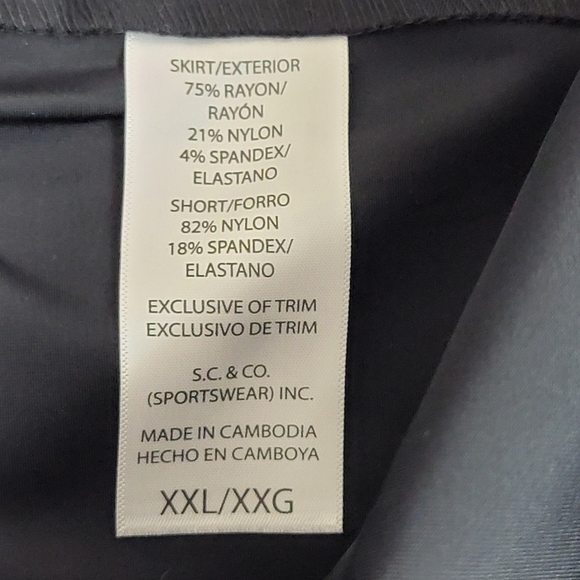 SKIRT/EXTERIOR
75% RAYON/
RAYÓN
21% NYLON
4% SPANDEX/
ELASTANO
SHORT/FORRO
82% NYLON
18% SPANDEX/
ELASTANO
EXCLUSIVE OF TRIM
EXCLUSIVO DE TRIM
S.C. & CO.
(SPORTSWEAR) INC.
MADE IN CAMBODIA
HECHO EN CAMBOYA
XXL/XXG